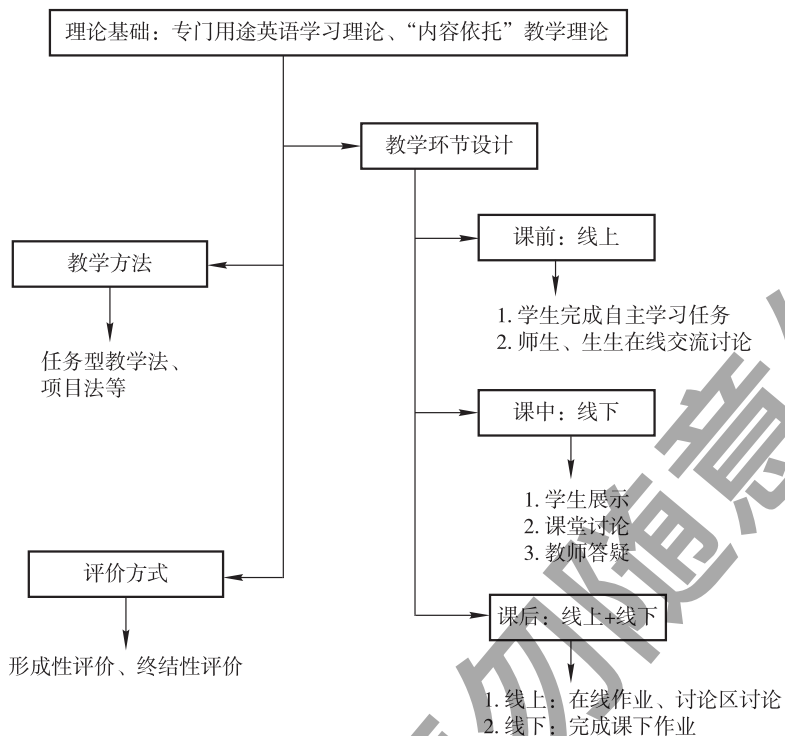 理论基础：专门用途英语学习理论、“内容依托”教学理论
教学环节设计
课前：线上
教学方法
1. 学生完成自主学习任务
2. 师生、生生在线交流讨论
任务型教学法、
项目法等
课中：线下
1. 学生展示
2. 课堂讨论
3. 教师答疑
评价方式
课后：线上+线下
形成性评价、终结性评价
1. 线上：在线作业、讨论区讨论
2. 线下：完成课下作业
勿随意